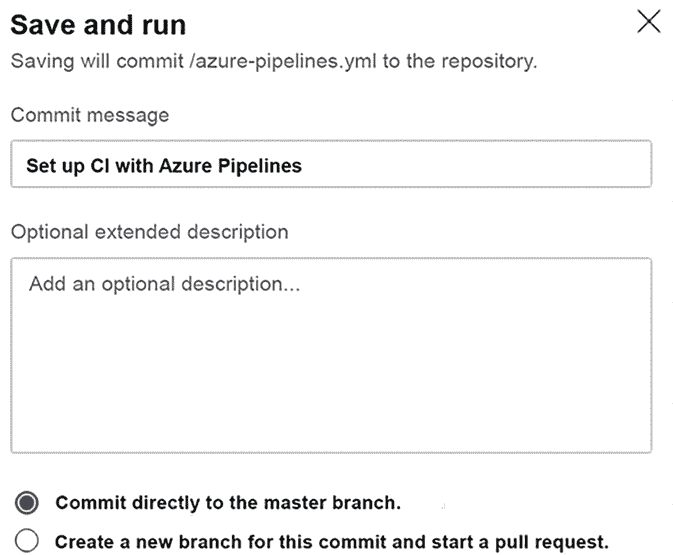 Save and run
Saving will commit /azure-pipelines.yml to the repository.
Commit message
Set up CI with Azure Pipelines
Optional extended description
Add an optional description...
Commit directly to the master branch.
Create a new branch for this commit and start a pull request.